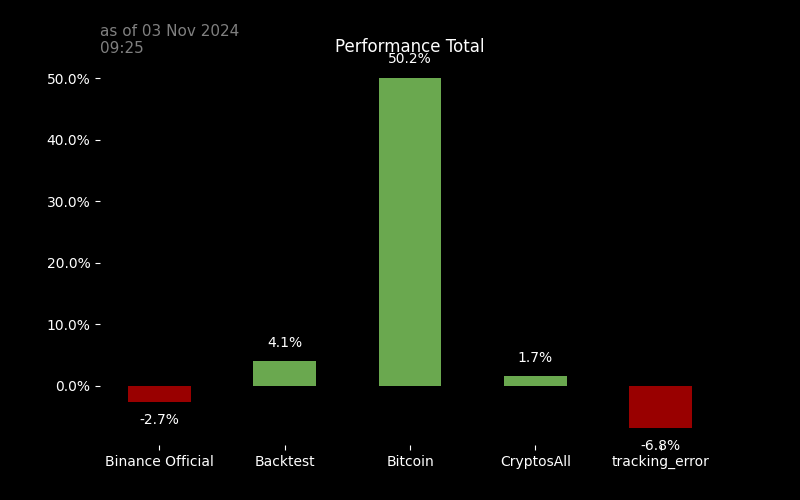 as of 03 Nov 2024
09:25
Performance Total
50.2%
50.0%
40.0%
30.0%
20.0%
10.0%
0.0%
4.1%
1.7%
-2.7%
-6.8%
Binance Official
Backtest
Bitcoin
CryptosAll
tracking_error